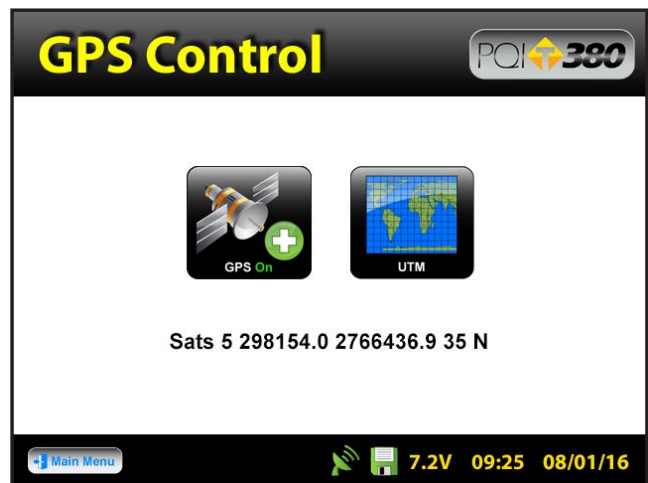 GPS Control
PQI T 380
GPS On
UTM
Sats 5 298154.0 2766436.9 35 N
Main Menu
7.2V 09:25 08/01/16